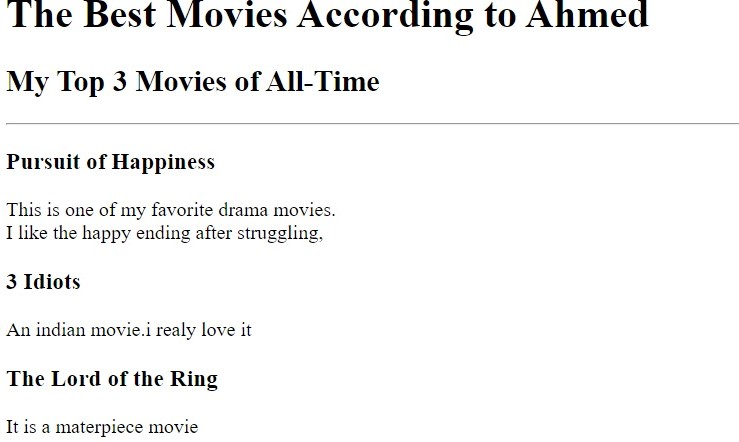 The Best Movies According to Ahmed
My Top 3 Movies of All-Time
Pursuit of Happiness
This is one of my favorite drama movies.
I like the happy ending after struggling,
3 Idiots
An indian movie.i realy love it
The Lord of the Ring
It is a materpiece movie